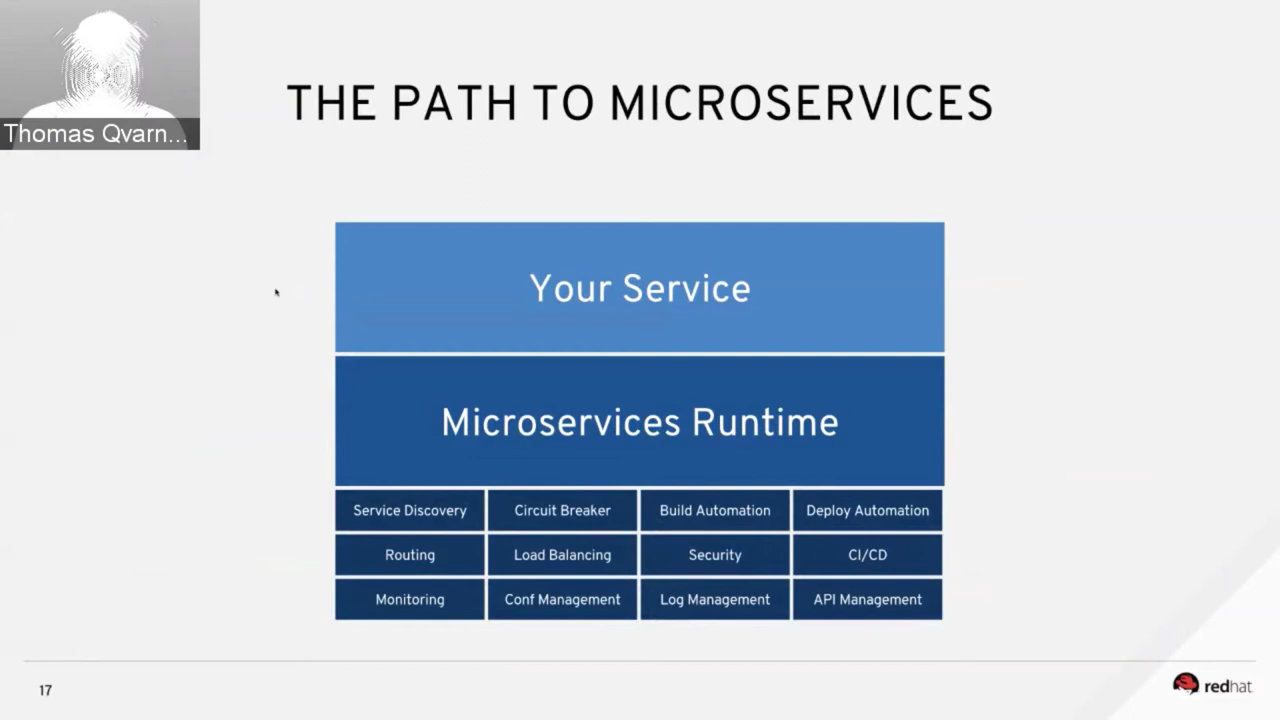 Thomas Qvarn...
THE PATH TO MICROSERVICES
Your Service
Microservices Runtime
Service Discovery Circuit Breaker Build Automation Deploy Automation
Routing Load Balancing Security CI/CD
Monitoring Conf Management Log Management API Management
17
redhat.